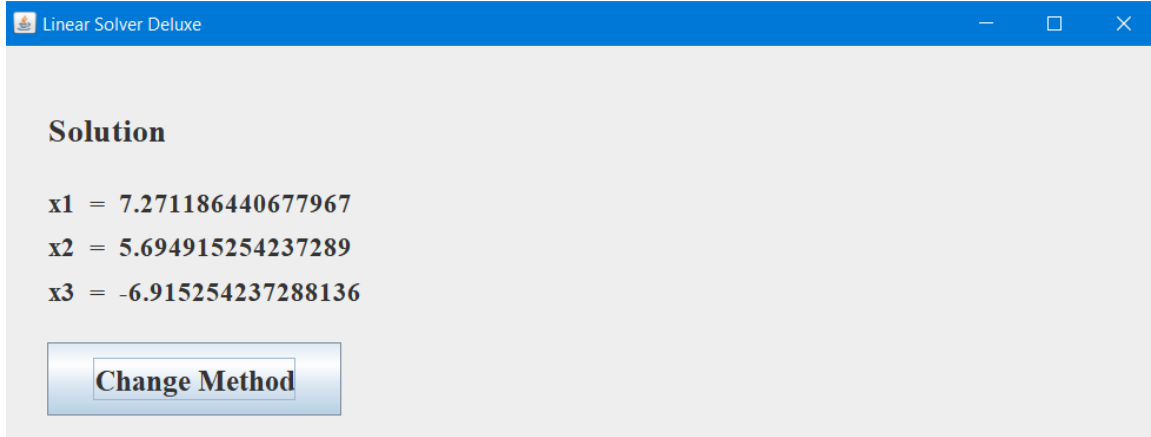 Linear Solver Deluxe
Solution
x1 = 7.271186440677967
x2 = 5.694915254237289
x3 = -6.915254237288136
Change Method